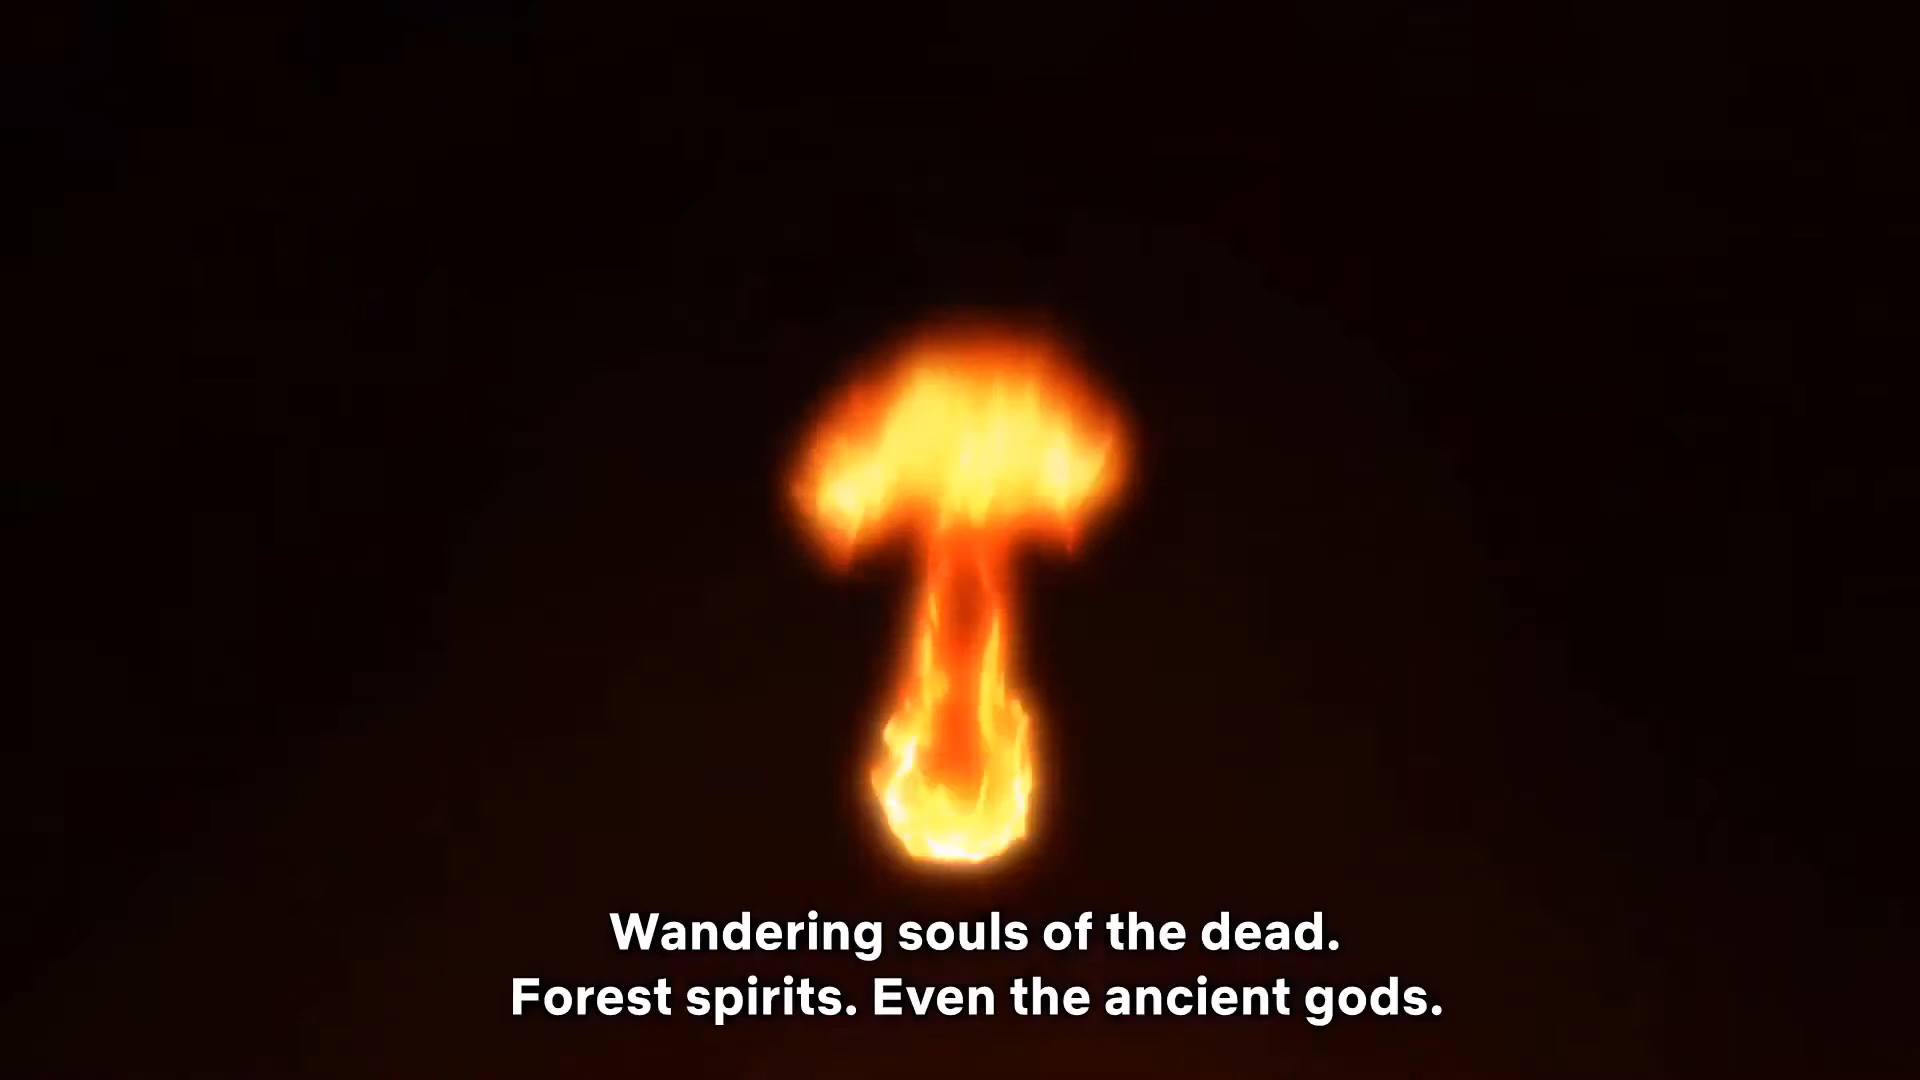 Wandering souls of the dead.
Forest spirits. Even the ancient gods.